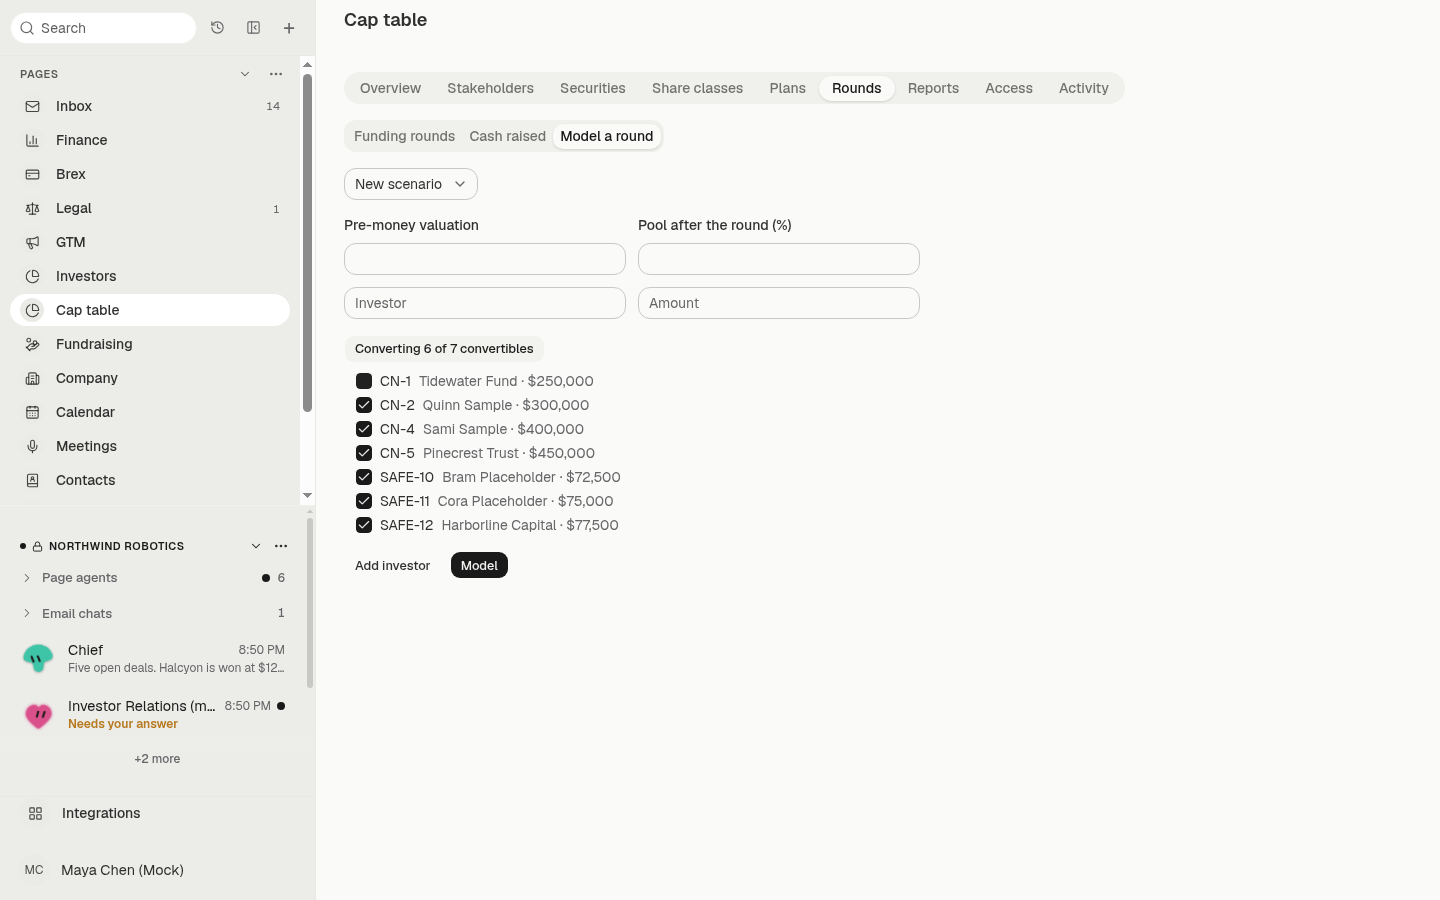 Search
PAGES
Inbox 14
Finance
Brex
Legal 1
GTM
Investors
Cap table
Fundraising
Company
Calendar
Meetings
Contacts
NORTHWIND ROBOTICS
Page agents 6
Email chats 1
Chief 8:50 PM
Five open deals. Halcyon is won at $12…
Investor Relations (m… 8:50 PM
Needs your answer
+2 more
Integrations
MC Maya Chen (Mock)
Cap table
Overview Stakeholders Securities Share classes Plans Rounds Reports Access Activity
Funding rounds Cash raised Model a round
New scenario
Pre-money valuation Pool after the round (%)
Investor Amount
Converting 6 of 7 convertibles
CN-1 Tidewater Fund · $250,000
CN-2 Quinn Sample · $300,000
CN-4 Sami Sample · $400,000
CN-5 Pinecrest Trust · $450,000
SAFE-10 Bram Placeholder · $72,500
SAFE-11 Cora Placeholder · $75,000
SAFE-12 Harborline Capital · $77,500
Add investor Model